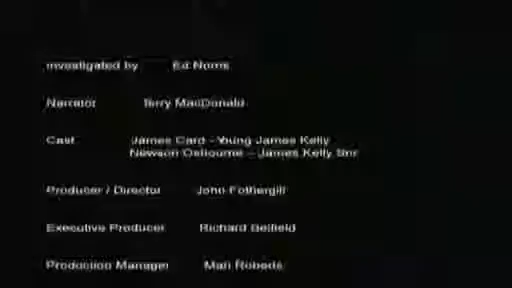 Investigated by Ed Norris
Narrator Terry MacDonald
Cast James Card - Young James Kelly
Newson Osbourne - James Kelly Snr
Producer / Director John Fothergill
Executive Producer Richard Belfield
Production Manager Mari Roberts